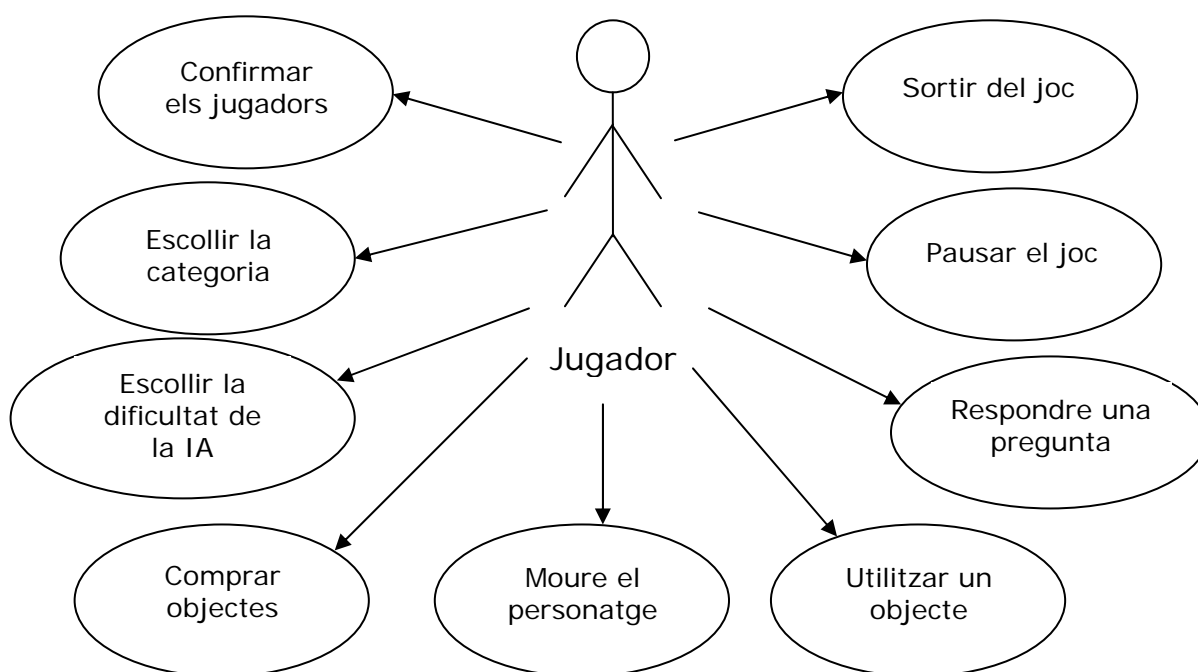 Confirmar
els jugadors
Sortir del joc
Escollir la
categoria
Pausar el joc
Jugador
Escollir la
dificultat de
la IA
Respondre una
pregunta
Comprar
objectes
Moure el
personatge
Utilitzar un
objecte